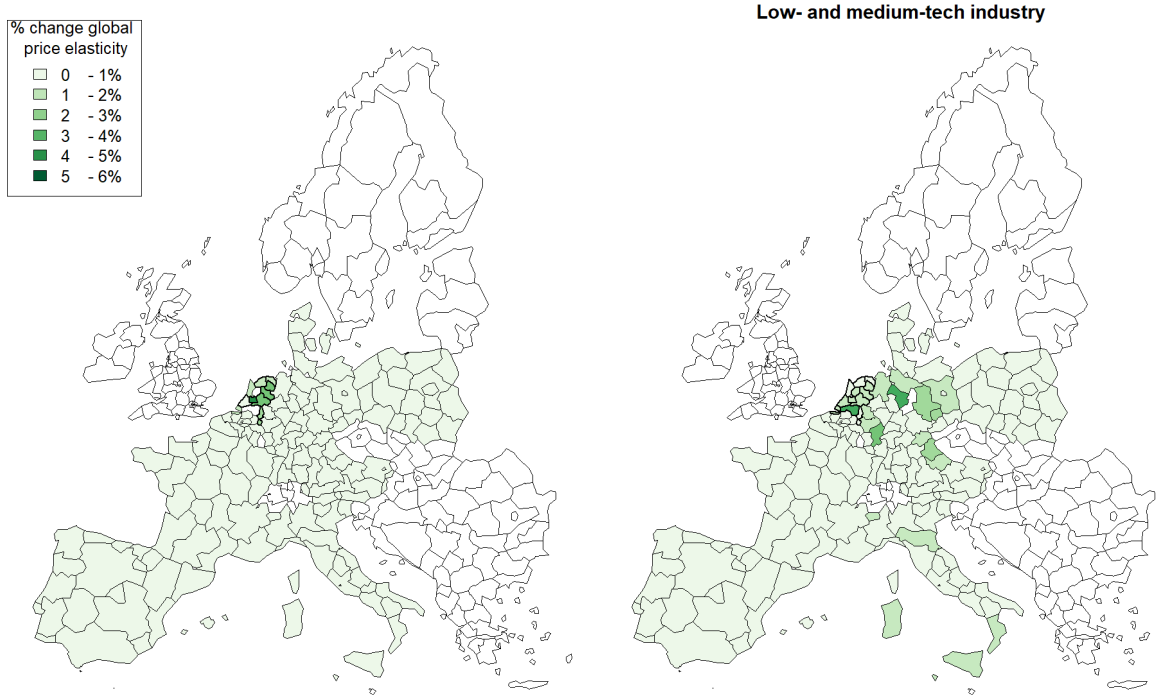 Low- and medium-tech industry
% change global
price elasticity
0 - 1%
1 - 2%
2 - 3%
3 - 4%
4 - 5%
5 - 6%